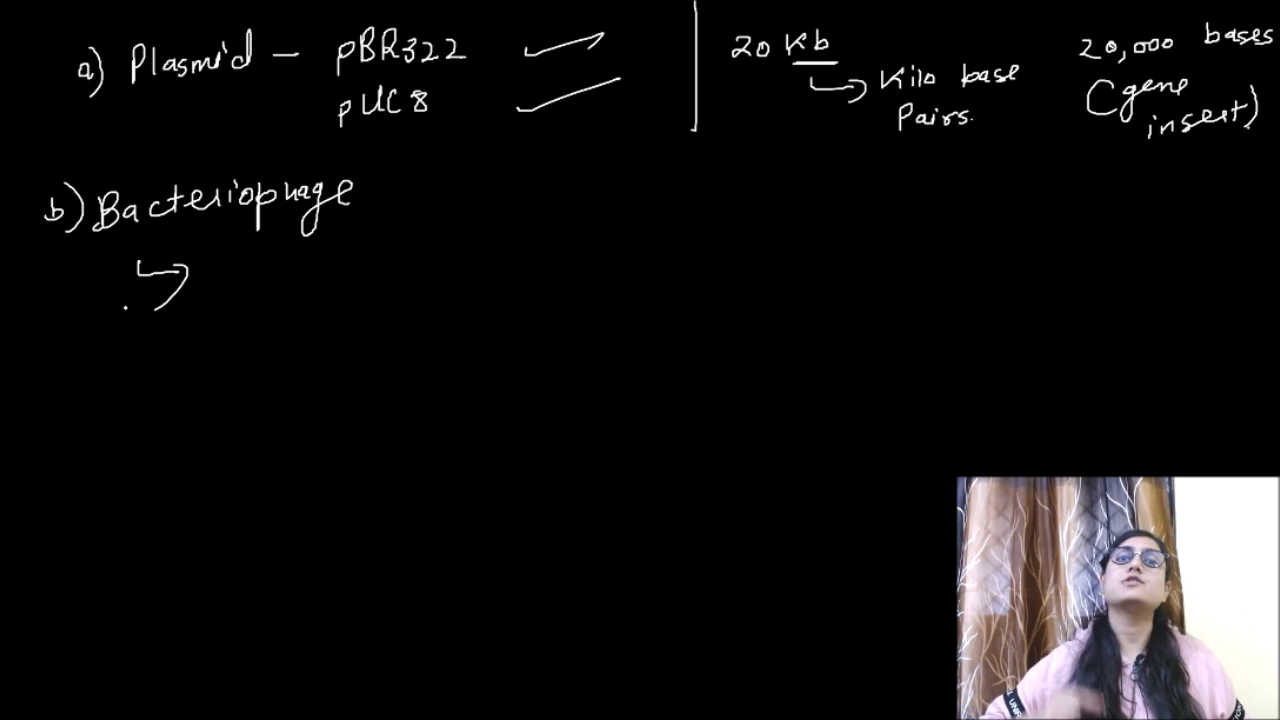 a) Plasmid - pBR322
pUC8
20 Kb
Kilo base
Pairs.
20,000 bases
(gene
insert)
b) Bacteriophage